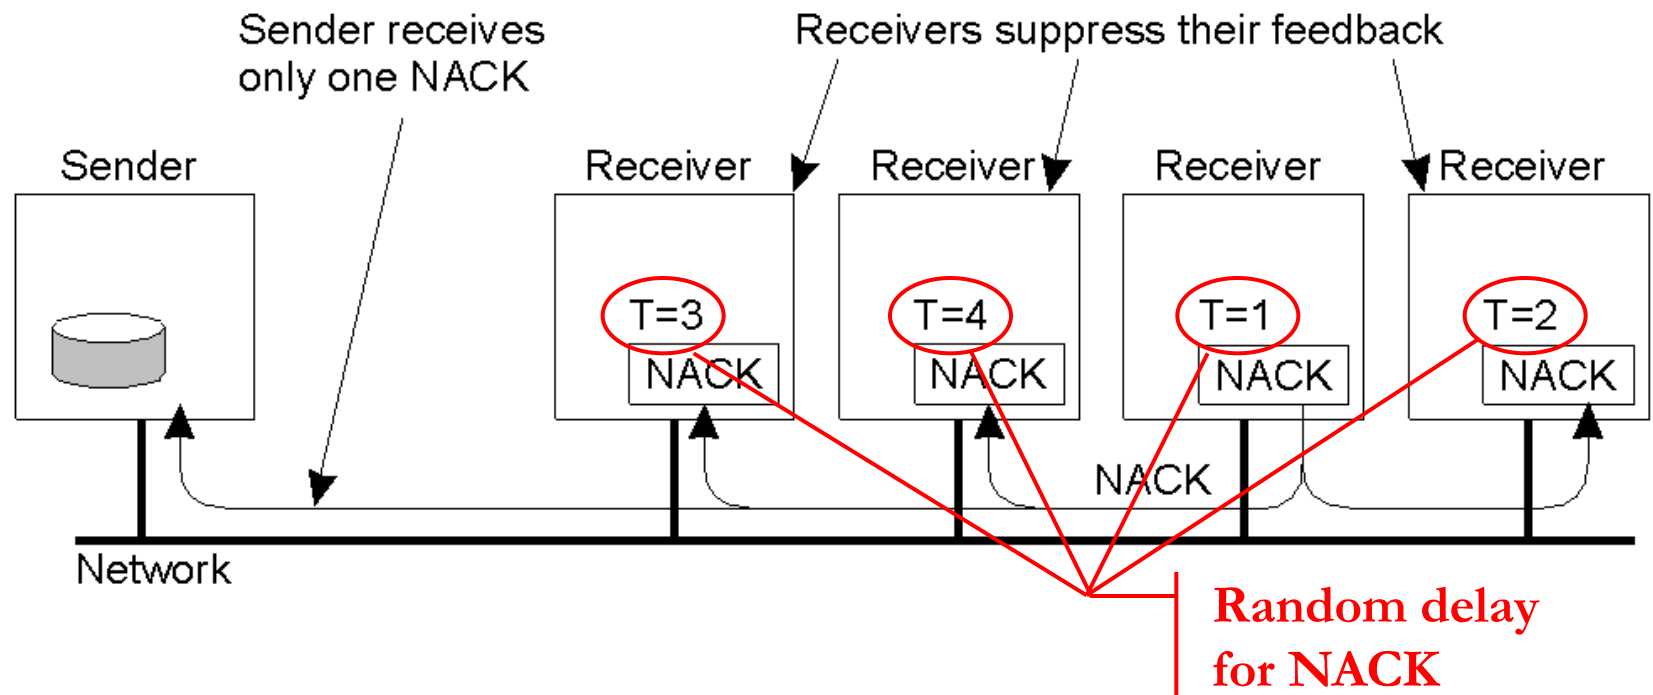 Sender receives
only one NACK
Receivers suppress their feedback
Sender
Receiver
Receiver
Receiver
Receiver
T=3
T=4
T=1
T=2
NACK
NACK
NACK
NACK
NACK
Network
Random delay
for NACK